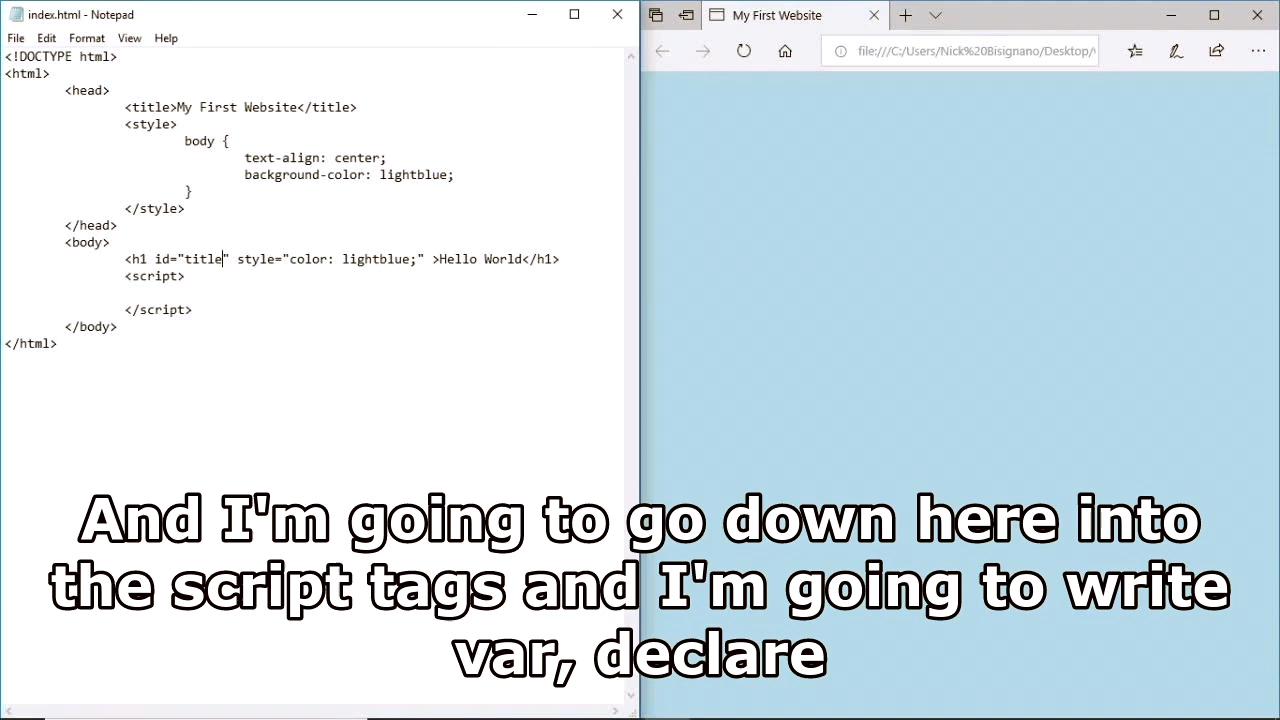 index.html - Notepad
File Edit Format View Help
<!DOCTYPE html>
<html>
<head>
<title>My First Website</title>
<style>
body {
text-align: center;
background-color: lightblue;
}
</style>
</head>
<body>
<h1 id="title" style="color: lightblue;" >Hello World</h1>
<script>
</script>
</body>
</html>
My First Website
file:///C:/Users/Nick%20Bisignano/Desktop/
And I'm going to go down here into
the script tags and I'm going to write
var, declare